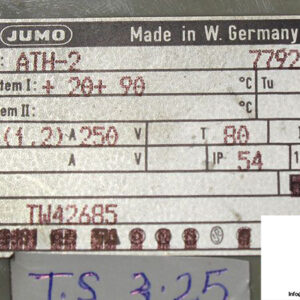 JUMO Made in W. Germany
: ATH-2 7792
tem I: + 20+ 90 °C Tu
tem II: °C
(1,2) A 250 V T 80
A V IP 54
TW42685
T.S 3.25
Info